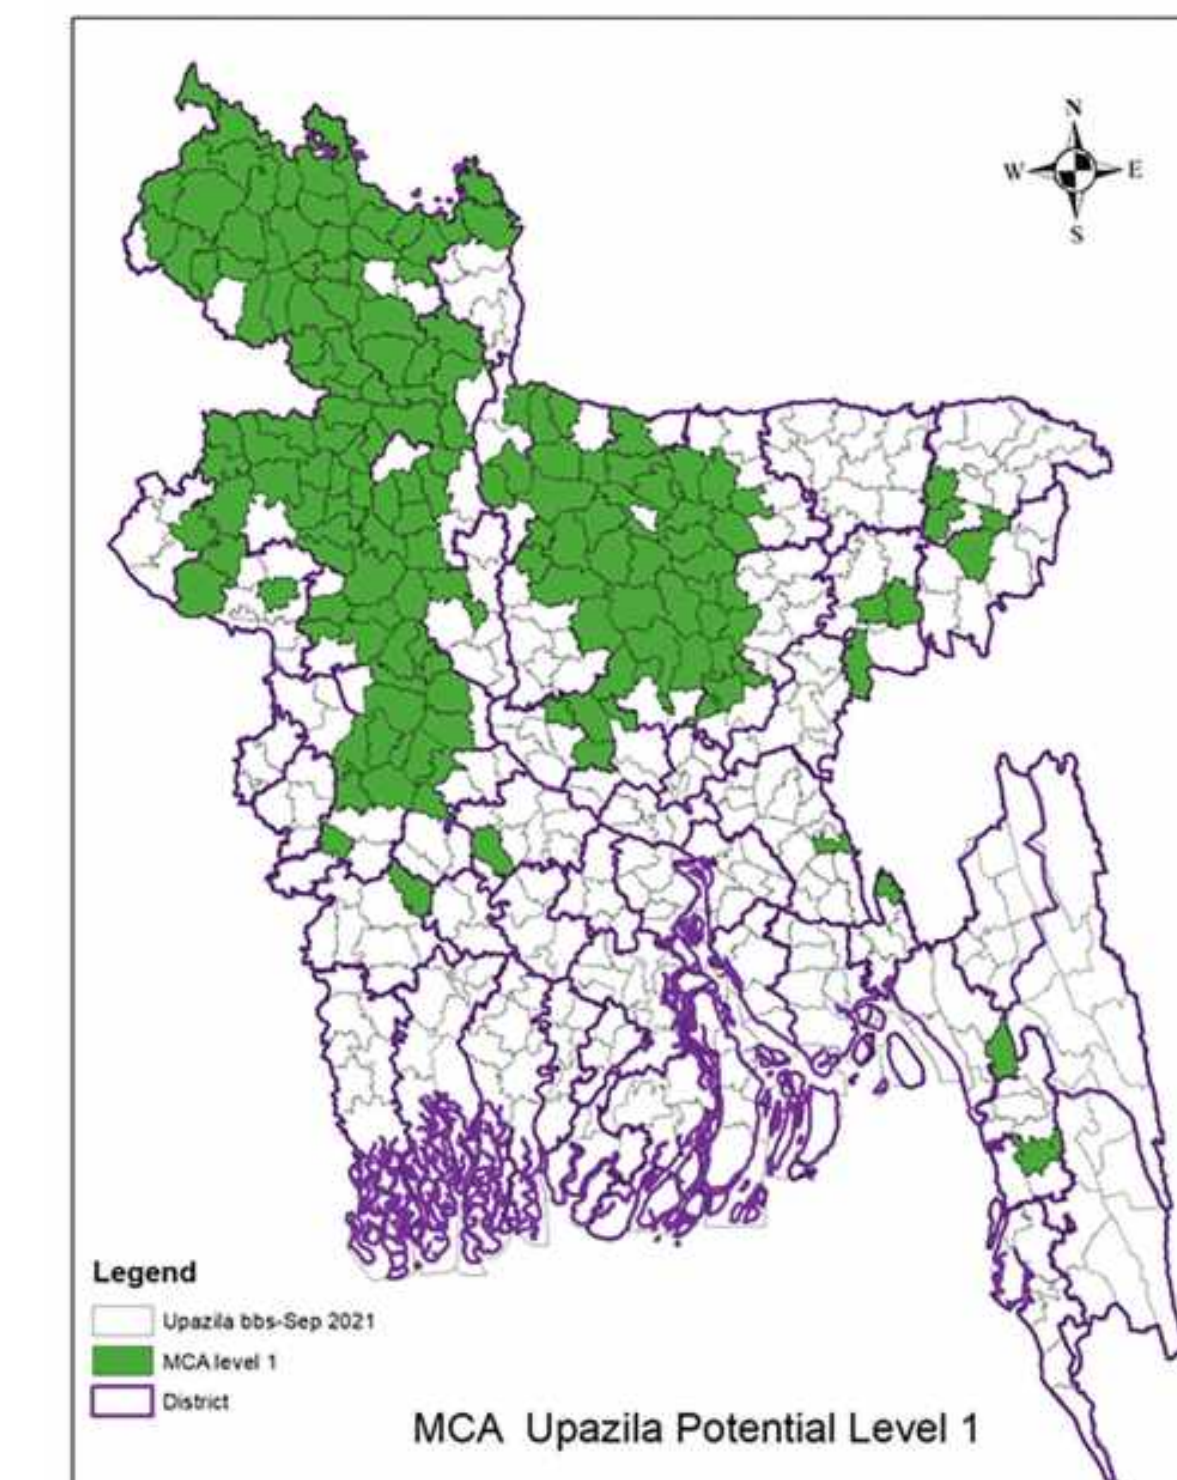 N
W E
S
Legend
Upazila bbs-Sep 2021
MCA level 1
District
MCA Upazila Potential Level 1